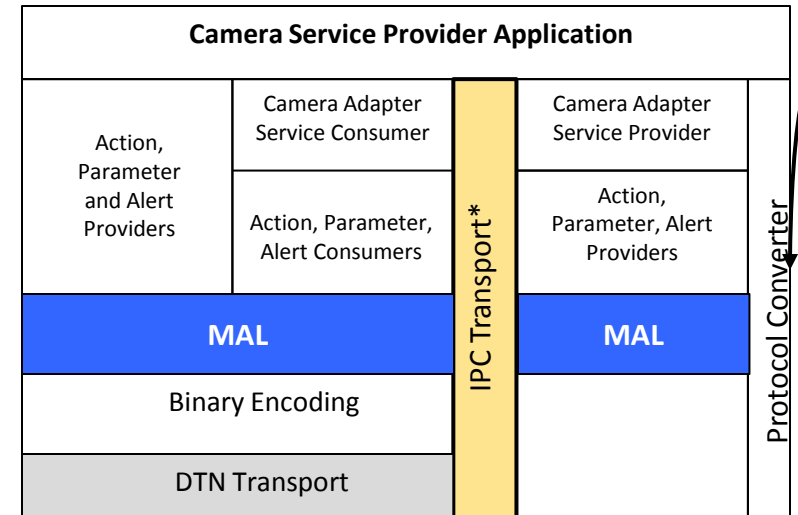 Camera Service Provider Application
Action,
Parameter
and Alert
Providers
Camera Adapter
Service Consumer
Action, Parameter,
Alert Consumers
IPC Transport*
Camera Adapter
Service Provider
Action,
Parameter, Alert
Providers
Protocol Converter
MAL
MAL
Binary Encoding
DTN Transport